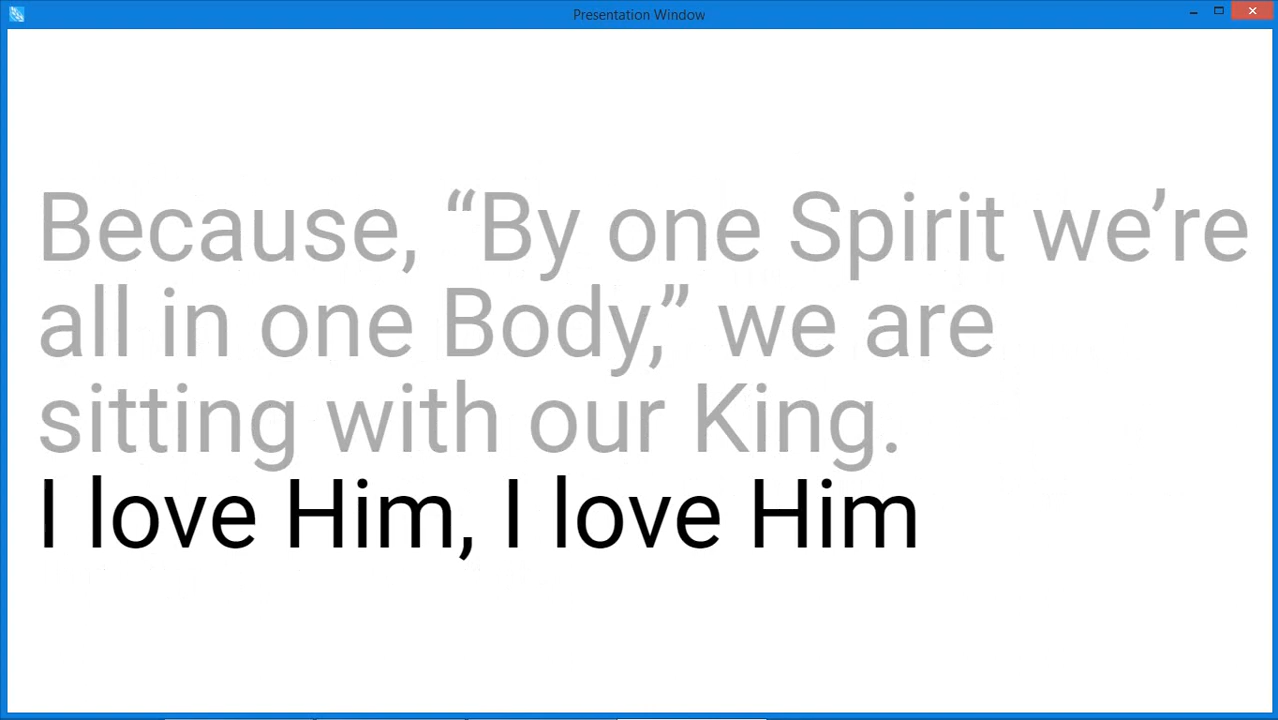 Presentation Window
Because, “By one Spirit we’re
all in one Body,” we are
sitting with our King.
I love Him, I love Him